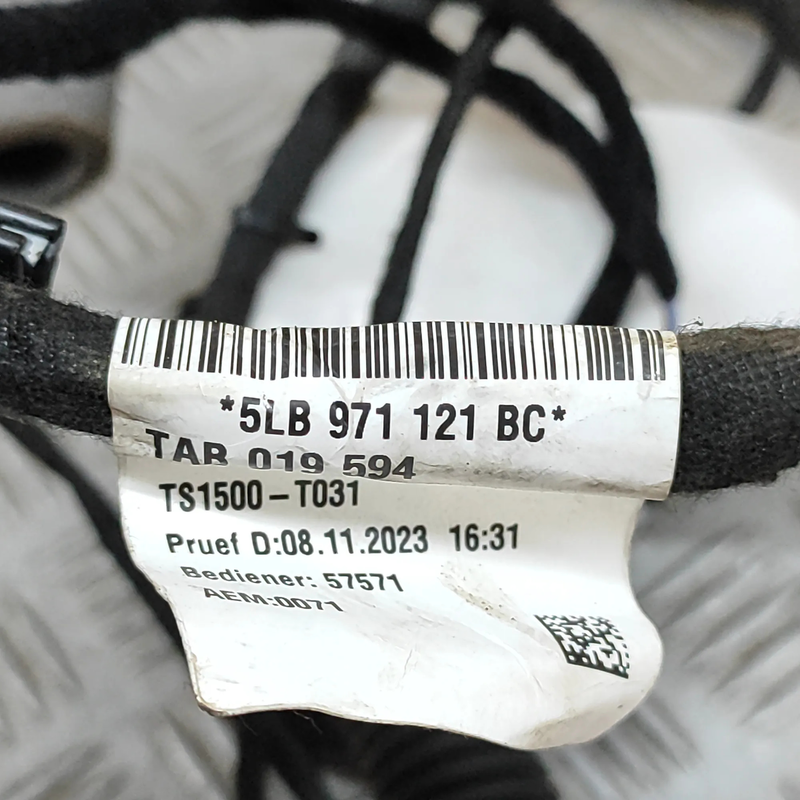 *5LB 971 121 BC*
TAB 019 594
TS1500-T031
Pruef D:08.11.2023 16:31
Bediener: 57571
AEM:0071